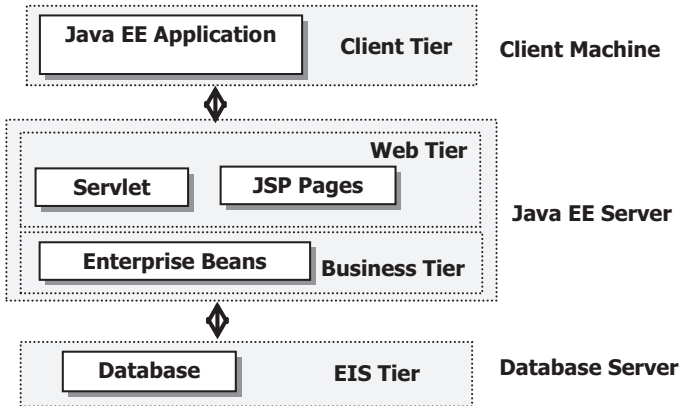 Java EE Application
Client Tier
Client Machine
Web Tier
Servlet
JSP Pages
Java EE Server
Enterprise Beans
Business Tier
Database
EIS Tier
Database Server